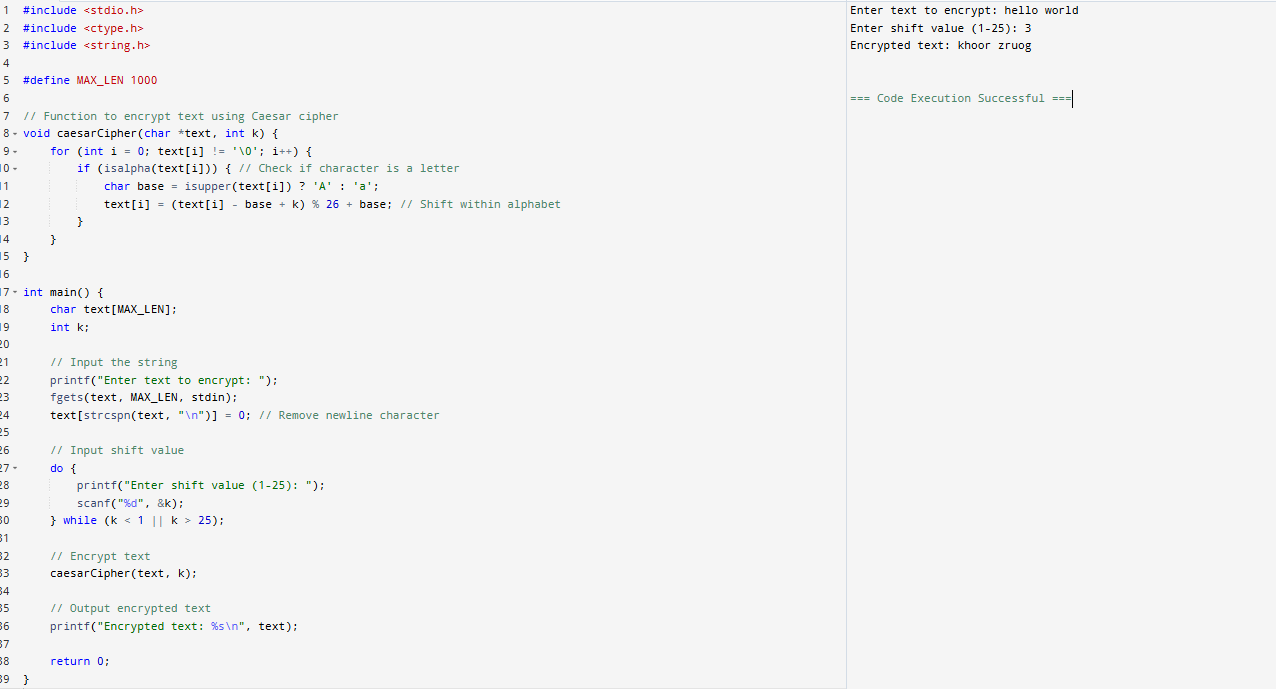 1 #include <stdio.h>
2 #include <ctype.h>
3 #include <string.h>
4
5 #define MAX_LEN 1000
6
7 // Function to encrypt text using Caesar cipher
8 void caesarCipher(char *text, int k) {
9     for (int i = 0; text[i] != '\0'; i++) {
10         if (isalpha(text[i])) { // Check if character is a letter
11             char base = isupper(text[i]) ? 'A' : 'a';
12             text[i] = (text[i] - base + k) % 26 + base; // Shift within alphabet
13         }
14     }
15 }
16
17 int main() {
18     char text[MAX_LEN];
19     int k;
20
21     // Input the string
22     printf("Enter text to encrypt: ");
23     fgets(text, MAX_LEN, stdin);
24     text[strcspn(text, "\n")] = 0; // Remove newline character
25
26     // Input shift value
27     do {
28         printf("Enter shift value (1-25): ");
29         scanf("%d", &k);
30     } while (k < 1 || k > 25);
31
32     // Encrypt text
33     caesarCipher(text, k);
34
35     // Output encrypted text
36     printf("Encrypted text: %s\n", text);
37
38     return 0;
39 }
Enter text to encrypt: hello world
Enter shift value (1-25): 3
Encrypted text: khoor zruog
=== Code Execution Successful ===